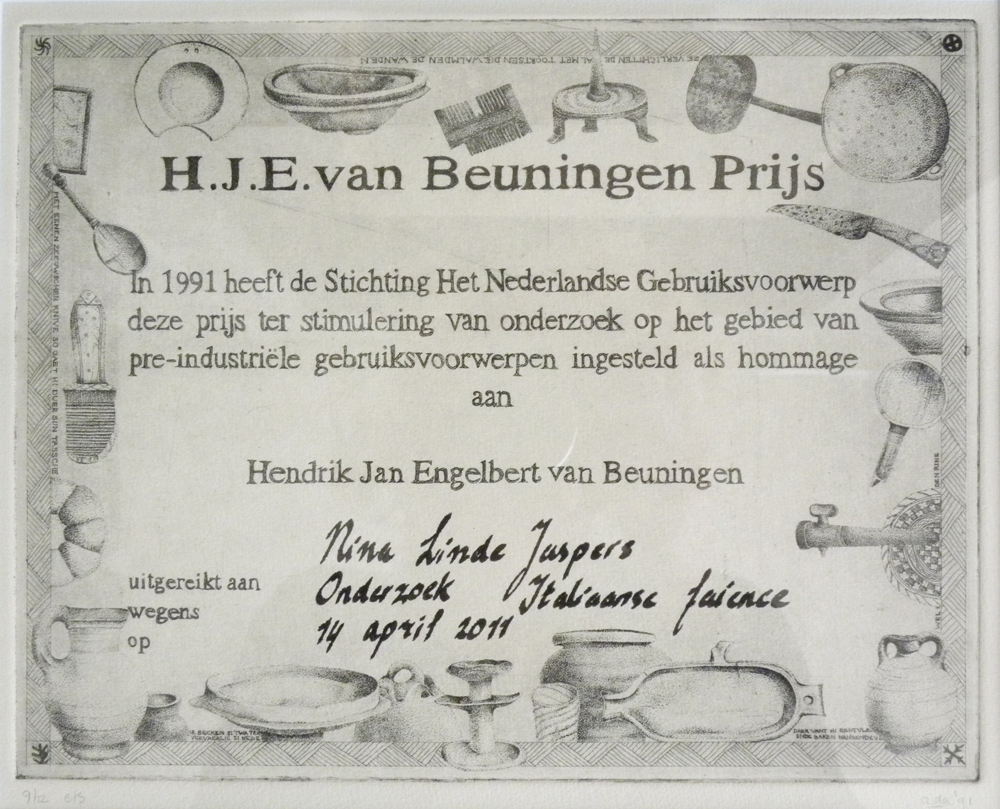 H.J.E. van Beuningen Prijs
In 1991 heeft de Stichting Het Nederlandse Gebruiksvoorwerp
deze prijs ter stimulering van onderzoek op het gebied van
pre-industriële gebruiksvoorwerpen ingesteld als hommage
aan
Hendrik Jan Engelbert van Beuningen
Nina Linde Jaspers
uitgereikt aan
Onderzoek Italiaanse faience
wegens
14 april 2011
op
9/12